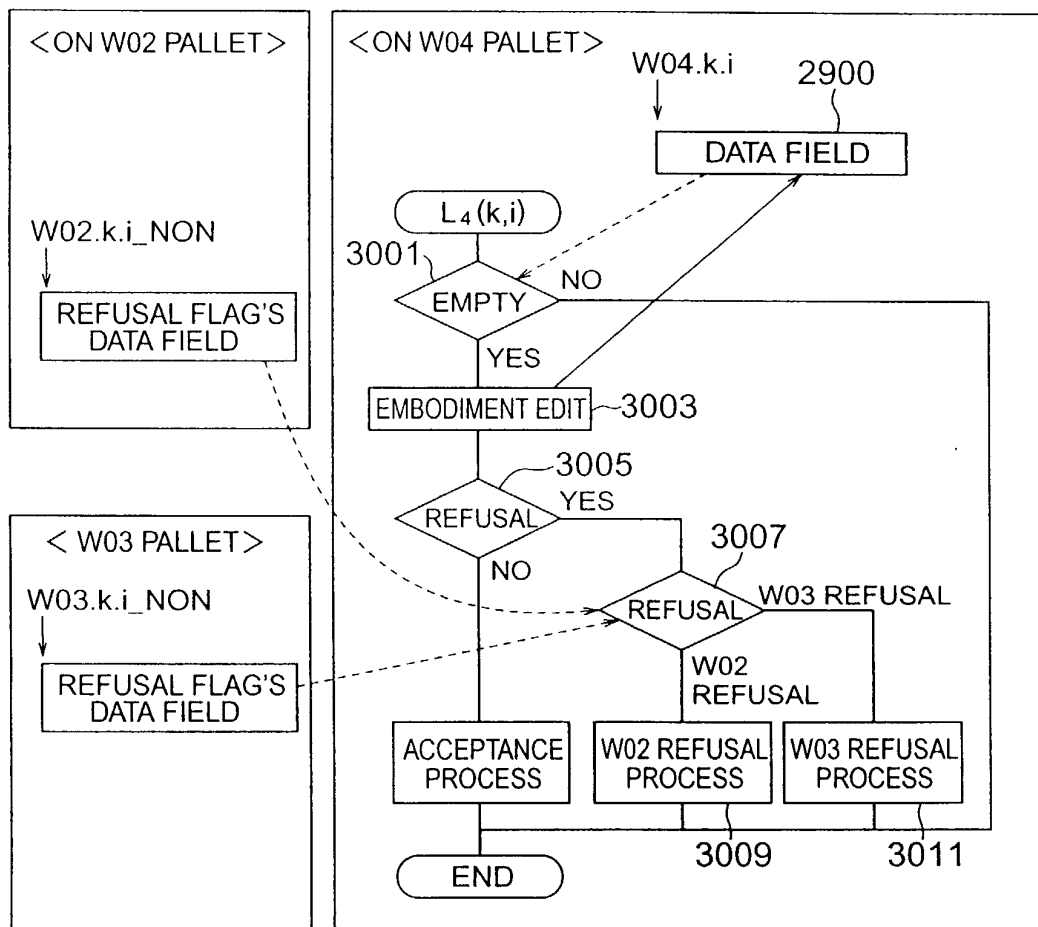 <ON W02 PALLET>
W02.k.i_NON
REFUSAL FLAG'S
DATA FIELD
< W03 PALLET>
W03.k.i_NON
REFUSAL FLAG'S
DATA FIELD
<ON W04 PALLET>
W04.k.i
2900
DATA FIELD
L4 (k,i)
3001
EMPTY
NO
YES
EMBODIMENT EDIT
3003
3005
REFUSAL
YES
NO
3007
REFUSAL
W03 REFUSAL
W02
REFUSAL
ACCEPTANCE
PROCESS
W02 REFUSAL
PROCESS
W03 REFUSAL
PROCESS
3009
3011
END